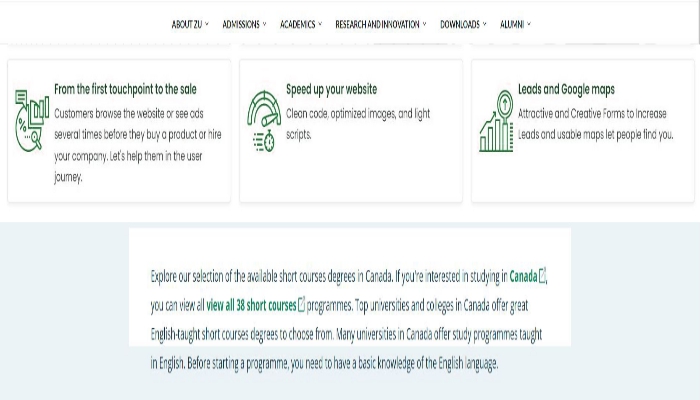 ABOUT ZU ADMISSIONS ACADEMICS RESEARCH AND INNOVATION DOWNLOADS ALUMNI
From the first touchpoint to the sale
Customers browse the website or see ads
several times before they buy a product or hire
your company. Let's help them in the user
journey.
Speed up your website
Clean code, optimized images, and light
scripts.
Leads and Google maps
Attractive and Creative Forms to Increase
Leads and usable maps let people find you.
Explore our selection of the available short courses degrees in Canada. If you're interested in studying in Canada,
you can view all view all 38 short courses programmes. Top universities and colleges in Canada offer great
English-taught short courses degrees to choose from. Many universities in Canada offer study programmes taught
in English. Before starting a programme, you need to have a basic knowledge of the English language.